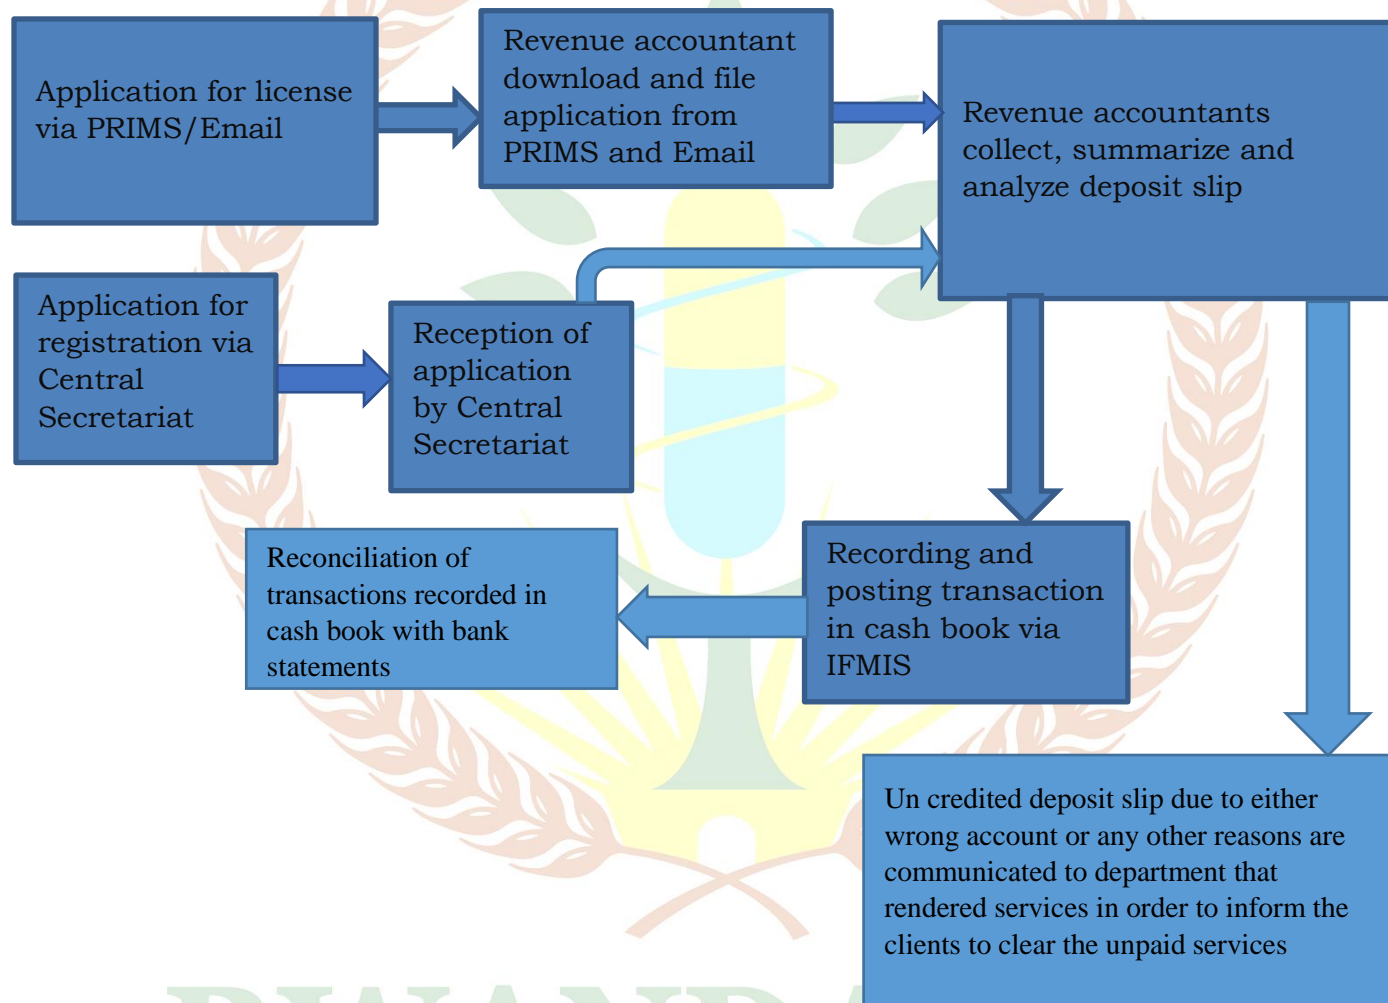 Application for license
via PRIMS/Email
Revenue accountant
download and file
application from
PRIMS and Email
Revenue accountants
collect, summarize and
analyze deposit slip
Application for
registration via
Central
Secretariat
Reception of
application
by Central
Secretariat
Reconciliation of
transactions recorded in
cash book with bank
statements
Recording and
posting transaction
in cash book via
IFMIS
Un credited deposit slip due to either
wrong account or any other reasons are
communicated to department that
rendered services in order to inform the
clients to clear the unpaid services
RWANDA